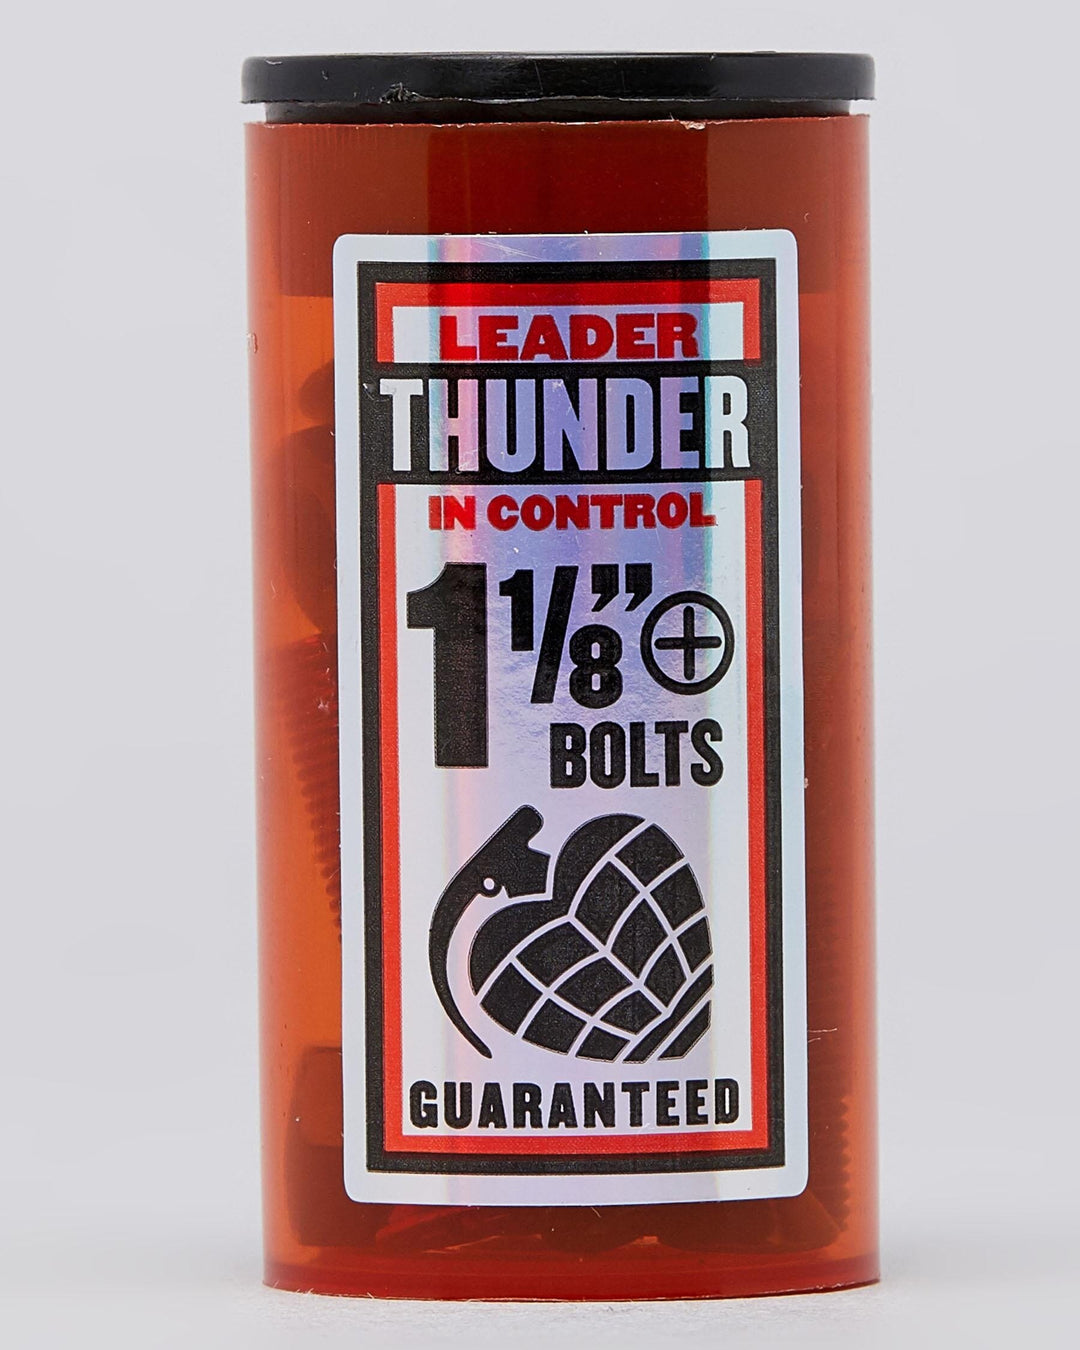 LEADER
THUNDER
IN CONTROL
1 1/8”
BOLTS
GUARANTEED